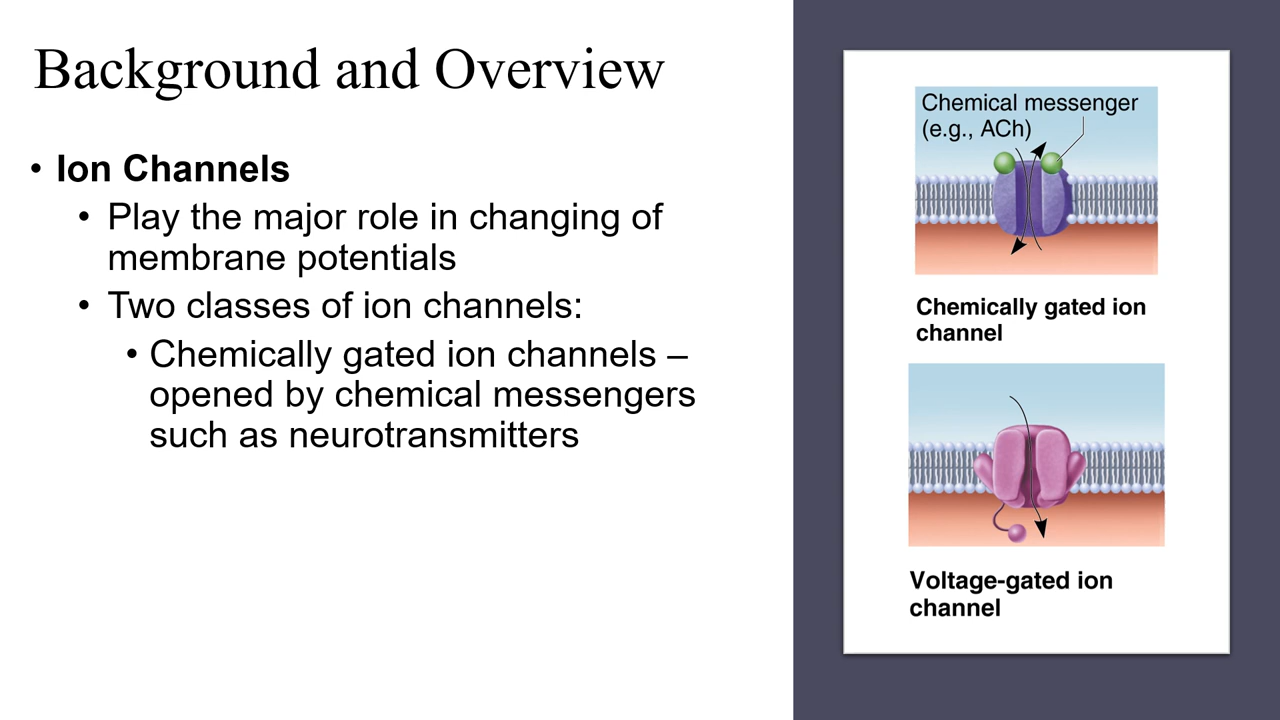 Background and Overview
• Ion Channels
• Play the major role in changing of
membrane potentials
• Two classes of ion channels:
• Chemically gated ion channels –
opened by chemical messengers
such as neurotransmitters
Chemical messenger
(e.g., ACh)
Chemically gated ion
channel
Voltage-gated ion
channel